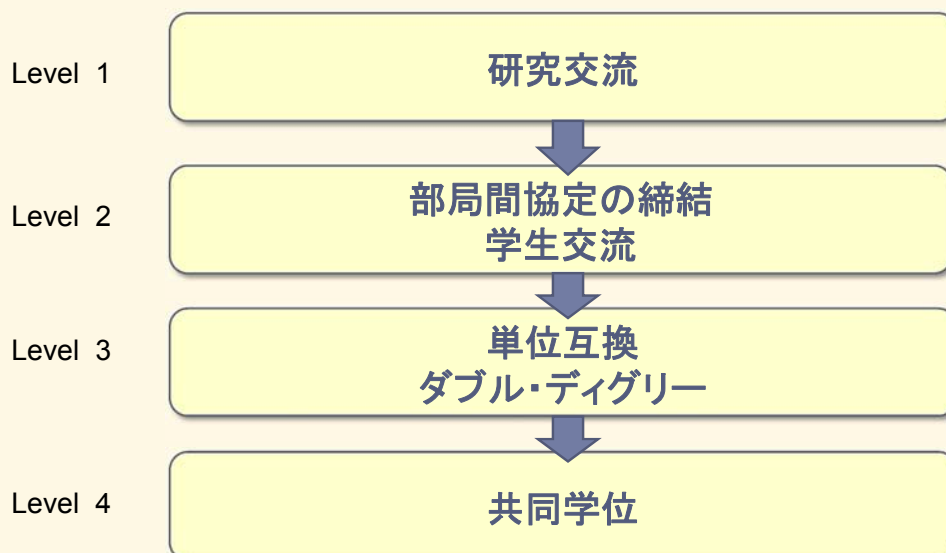 Level 1
研究交流
Level 2
部局間協定の締結
学生交流
Level 3
単位互換
ダブル・ディグリー
Level 4
共同学位